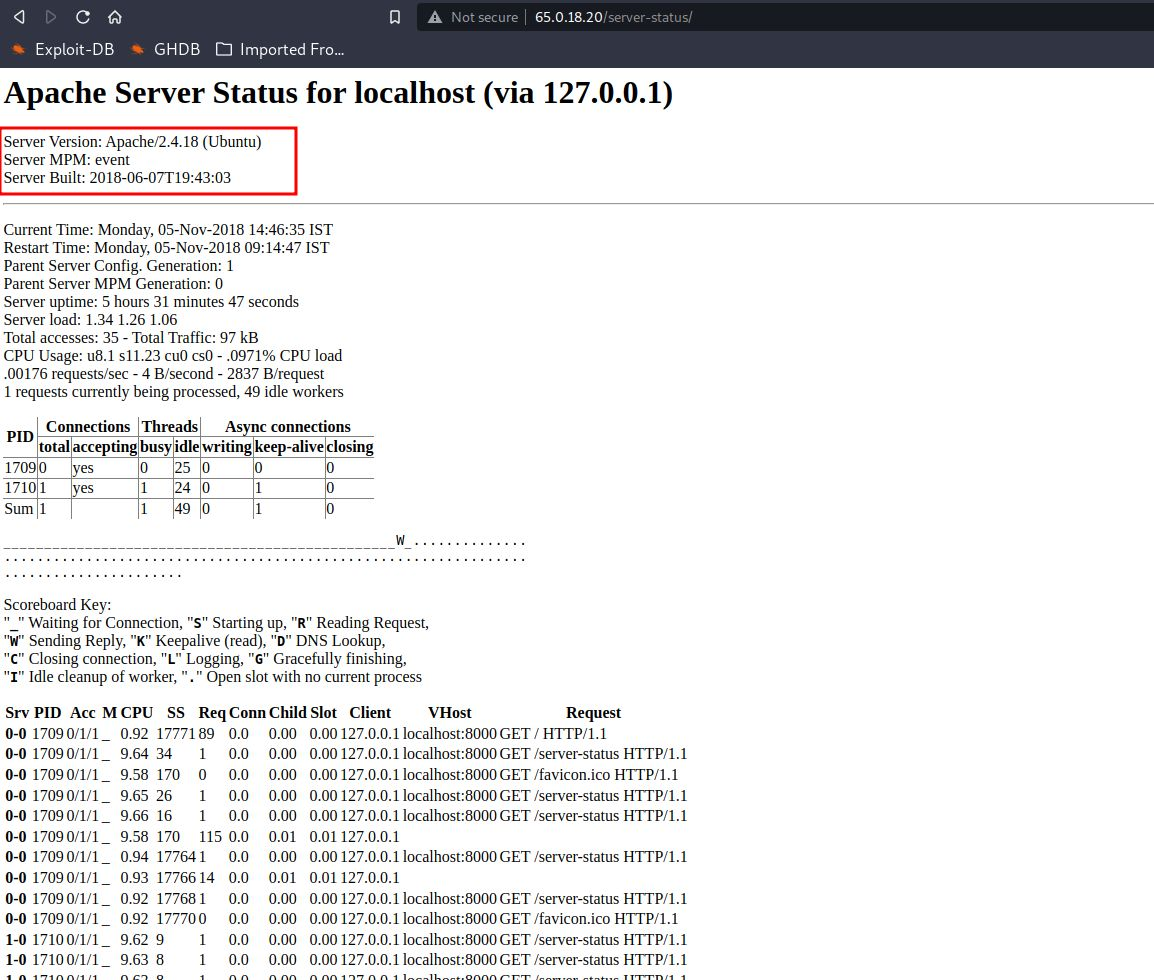 Not secure | 65.0.18.20/server-status/
Exploit-DB GHDB Imported Fro...
Apache Server Status for localhost (via 127.0.0.1)
Server Version: Apache/2.4.18 (Ubuntu)
Server MPM: event
Server Built: 2018-06-07T19:43:03
Current Time: Monday, 05-Nov-2018 14:46:35 IST
Restart Time: Monday, 05-Nov-2018 09:14:47 IST
Parent Server Config. Generation: 1
Parent Server MPM Generation: 0
Server uptime: 5 hours 31 minutes 47 seconds
Server load: 1.34 1.26 1.06
Total accesses: 35 - Total Traffic: 97 kB
CPU Usage: u8.1 s11.23 cu0 cs0 - .0971% CPU load
.00176 requests/sec - 4 B/second - 2837 B/request
1 requests currently being processed, 49 idle workers
PID Connections Threads Async connections
total accepting busy idle writing keep-alive closing
1709 0 yes 0 25 0 0 0
1710 1 yes 1 24 0 1 0
Sum 1 1 49 0 1 0
________________________________________________W_..............
................................................................
......................
Scoreboard Key:
"_" Waiting for Connection, "S" Starting up, "R" Reading Request,
"W" Sending Reply, "K" Keepalive (read), "D" DNS Lookup,
"C" Closing connection, "L" Logging, "G" Gracefully finishing,
"I" Idle cleanup of worker, "." Open slot with no current process
Srv PID Acc M CPU SS Req Conn Child Slot Client VHost Request
0-0 1709 0/1/1 _ 0.92 17771 89 0.0 0.00 0.00 127.0.0.1 localhost:8000 GET / HTTP/1.1
0-0 1709 0/1/1 _ 9.64 34 1 0.0 0.00 0.00 127.0.0.1 localhost:8000 GET /server-status HTTP/1.1
0-0 1709 0/1/1 _ 9.58 170 0 0.0 0.00 0.00 127.0.0.1 localhost:8000 GET /favicon.ico HTTP/1.1
0-0 1709 0/1/1 _ 9.65 26 1 0.0 0.00 0.00 127.0.0.1 localhost:8000 GET /server-status HTTP/1.1
0-0 1709 0/1/1 _ 9.66 16 1 0.0 0.00 0.00 127.0.0.1 localhost:8000 GET /server-status HTTP/1.1
0-0 1709 0/1/1 _ 9.58 170 115 0.0 0.01 0.01 127.0.0.1
0-0 1709 0/1/1 _ 0.94 17764 1 0.0 0.00 0.00 127.0.0.1 localhost:8000 GET /server-status HTTP/1.1
0-0 1709 0/1/1 _ 0.93 17766 14 0.0 0.01 0.01 127.0.0.1
0-0 1709 0/1/1 _ 0.92 17768 1 0.0 0.00 0.00 127.0.0.1 localhost:8000 GET /server-status HTTP/1.1
0-0 1709 0/1/1 _ 0.92 17770 0 0.0 0.00 0.00 127.0.0.1 localhost:8000 GET /favicon.ico HTTP/1.1
1-0 1710 0/1/1 _ 9.62 9 1 0.0 0.00 0.00 127.0.0.1 localhost:8000 GET /server-status HTTP/1.1
1-0 1710 0/1/1 _ 9.63 8 1 0.0 0.00 0.00 127.0.0.1 localhost:8000 GET /server-status HTTP/1.1